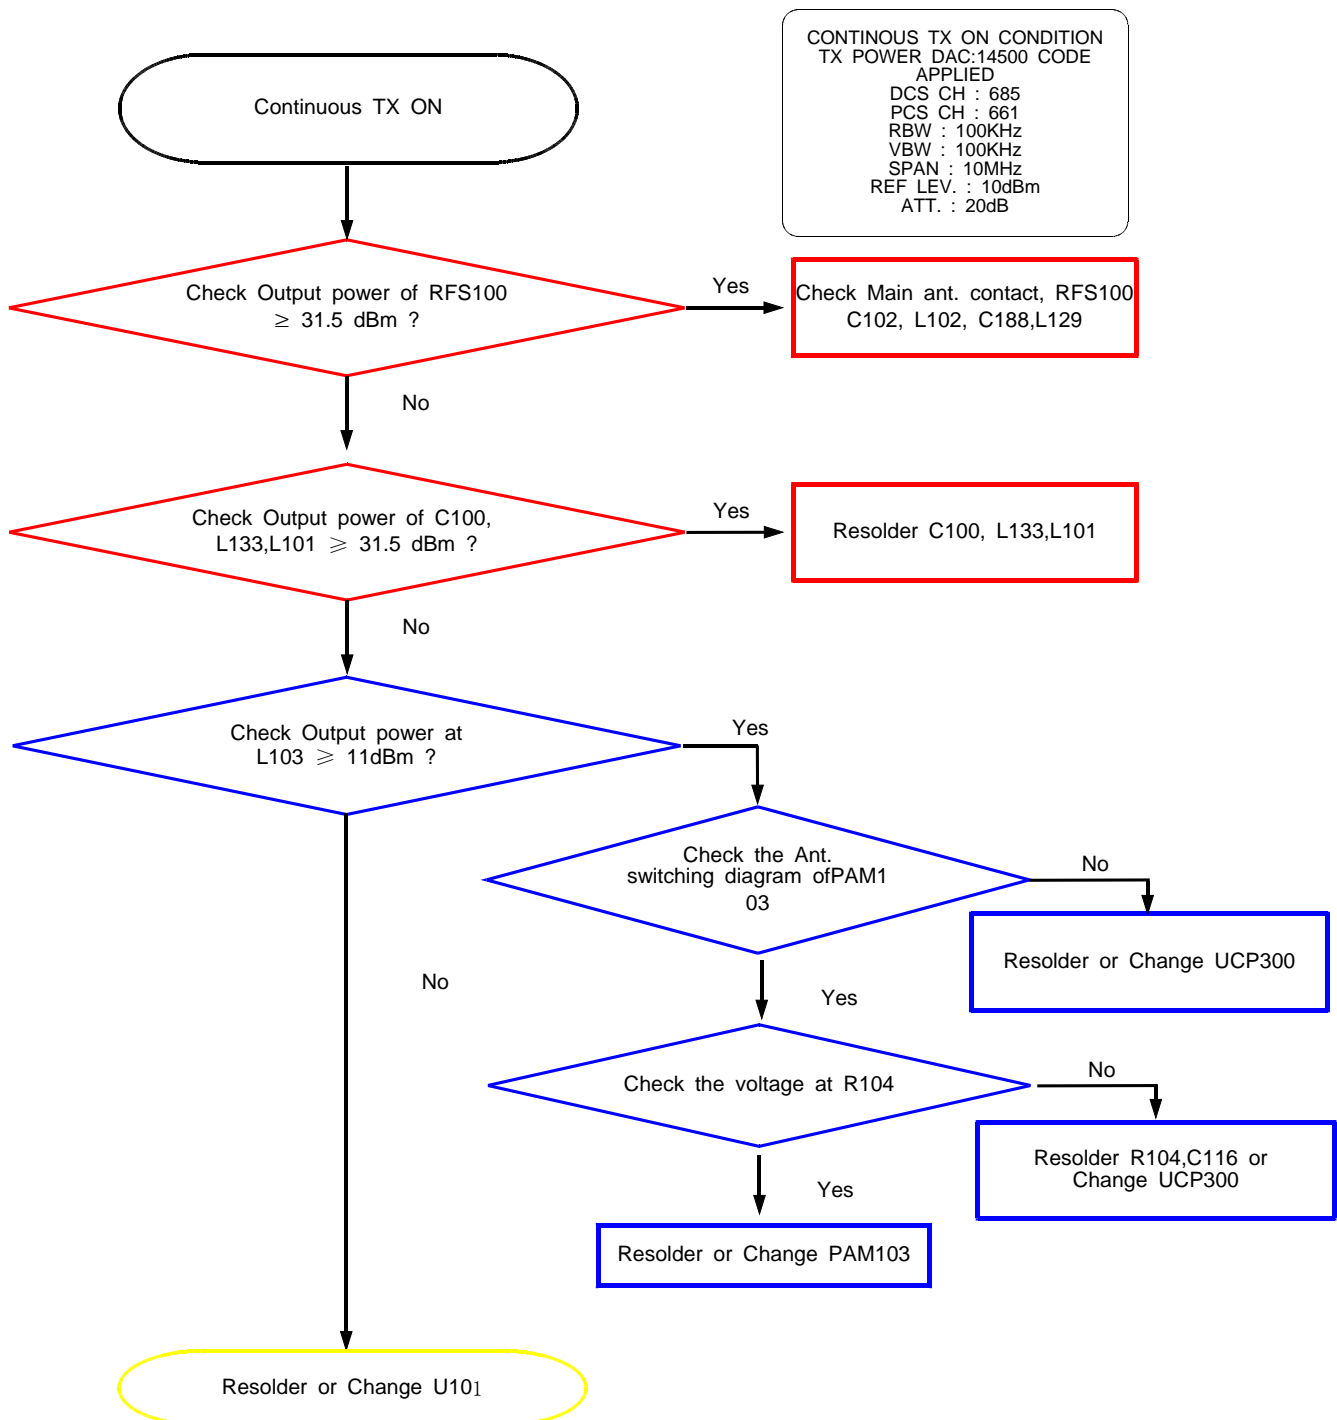 CONTINOUS TX ON CONDITION
TX POWER DAC:14500 CODE
APPLIED
DCS CH : 685
PCS CH : 661
RBW : 100KHz
VBW : 100KHz
SPAN : 10MHz
REF LEV. : 10dBm
ATT. : 20dB
Continuous TX ON
Check Output power of RFS100
≥ 31.5 dBm ?
Yes
Check Main ant. contact, RFS100
C102, L102, C188,L129
No
Check Output power of C100,
L133,L101 ≥ 31.5 dBm ?
Yes
Resolder C100, L133,L101
No
Check Output power at
L103 ≥ 11dBm ?
Yes
Check the Ant.
switching diagram ofPAM1
03
No
Resolder or Change UCP300
No
Yes
Check the voltage at R104
No
Resolder R104,C116 or
Change UCP300
Yes
Resolder or Change PAM103
Resolder or Change U101